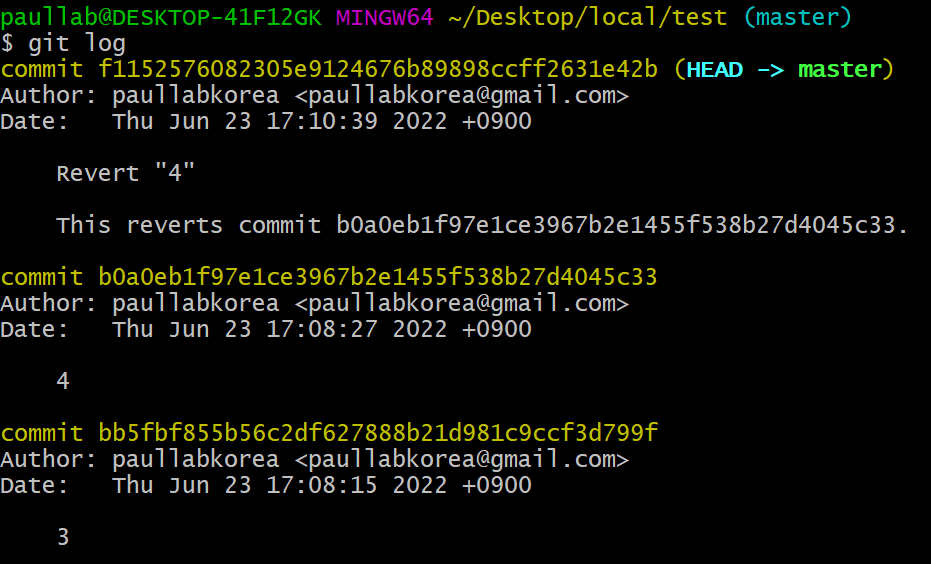 paullab@DESKTOP-41F12GK MINGW64 ~/Desktop/local/test (master)
$ git log
commit f1152576082305e9124676b89898ccff2631e42b (HEAD -> master)
Author: paullabkorea <paullabkorea@gmail.com>
Date:   Thu Jun 23 17:10:39 2022 +0900

    Revert "4"

    This reverts commit b0a0eb1f97e1ce3967b2e1455f538b27d4045c33.

commit b0a0eb1f97e1ce3967b2e1455f538b27d4045c33
Author: paullabkorea <paullabkorea@gmail.com>
Date:   Thu Jun 23 17:08:27 2022 +0900

    4

commit bb5fbf855b56c2df627888b21d981c9ccf3d799f
Author: paullabkorea <paullabkorea@gmail.com>
Date:   Thu Jun 23 17:08:15 2022 +0900

    3